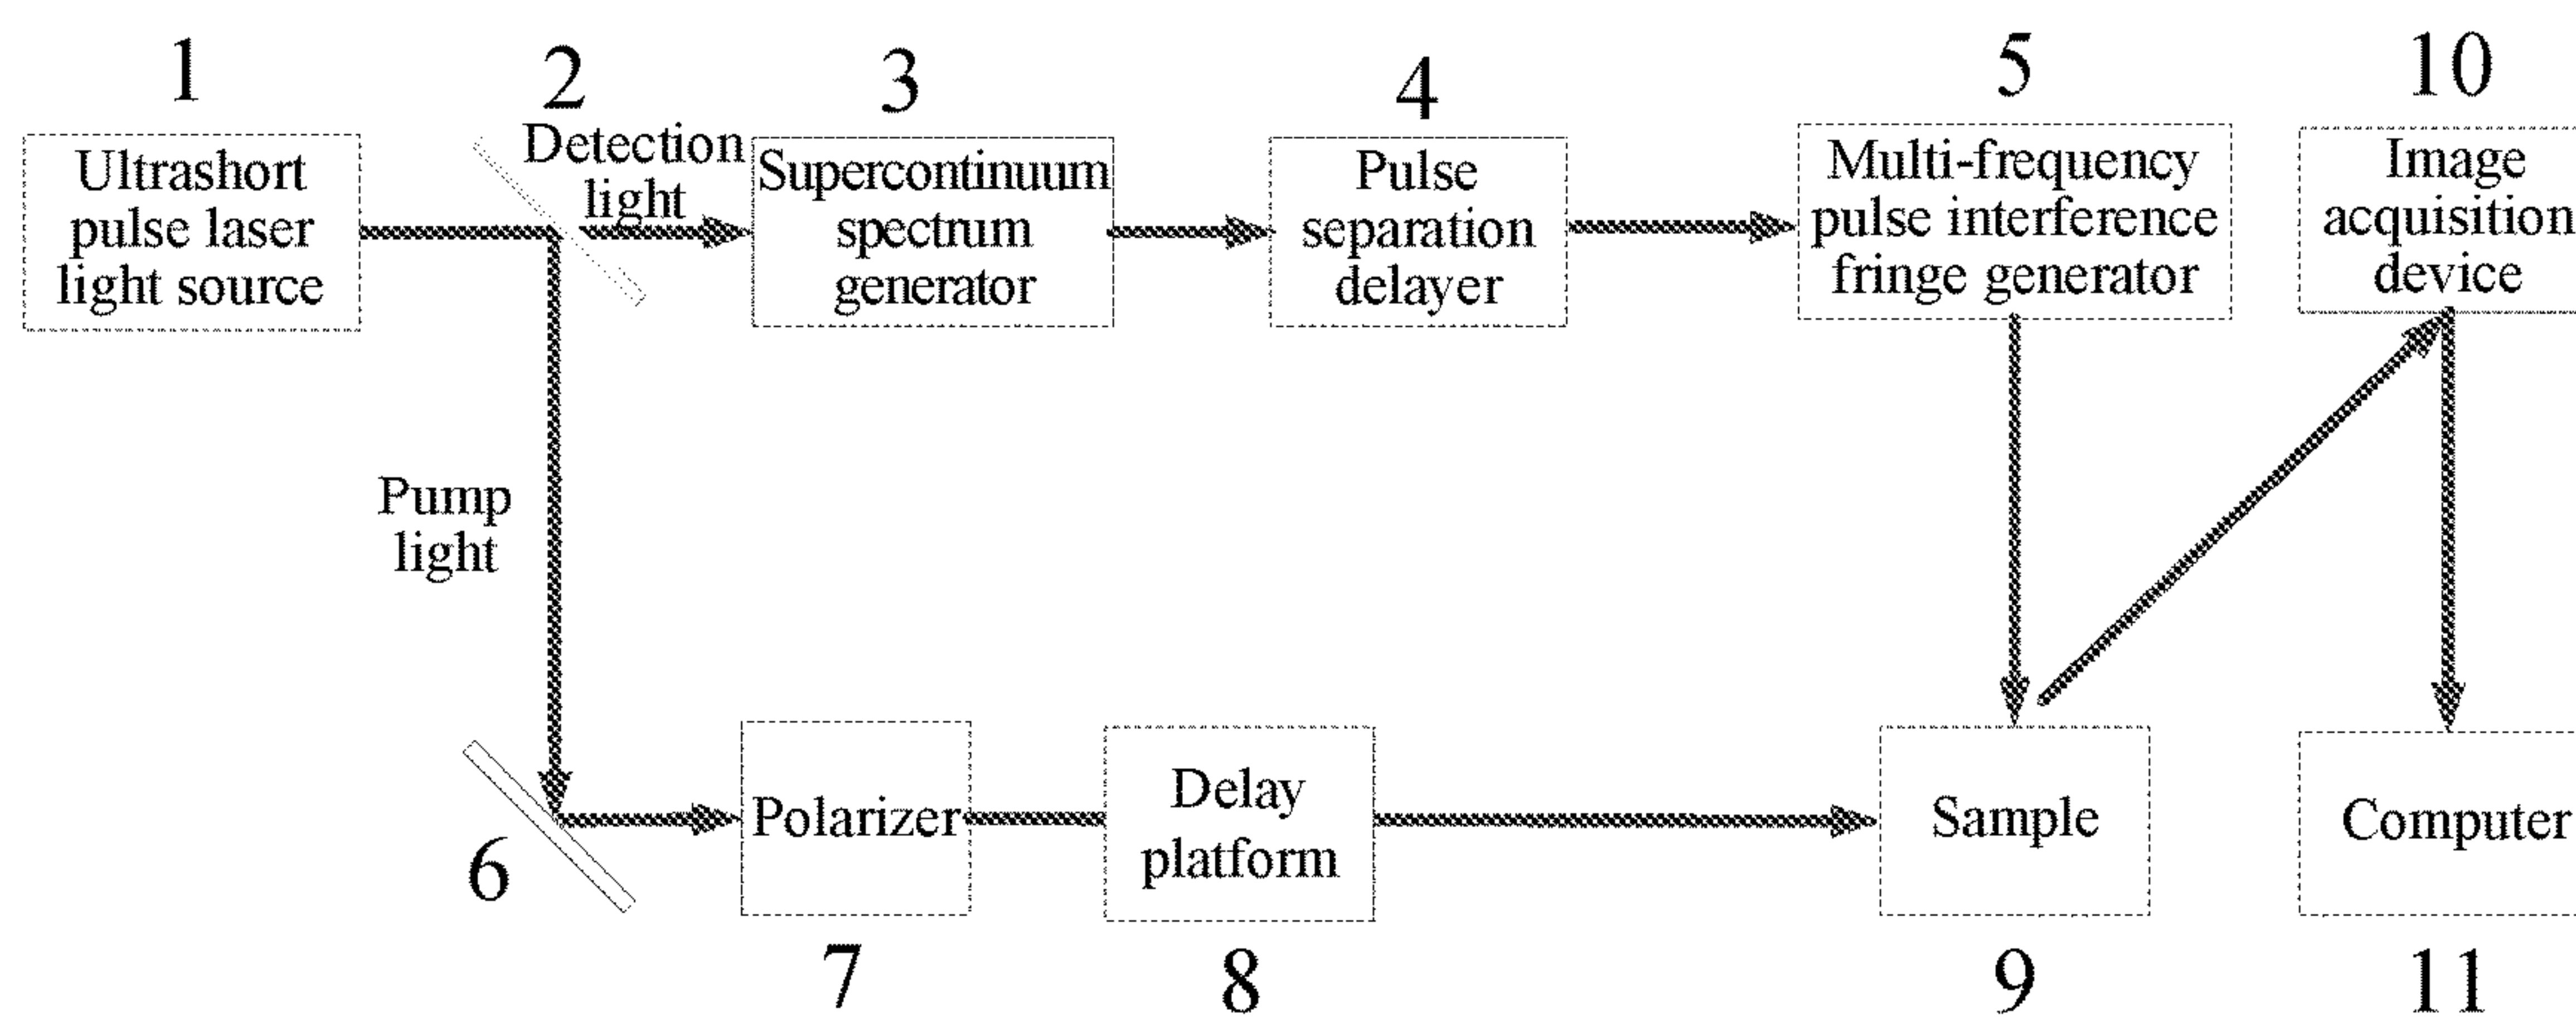 1
2
3
4
5
10
Ultrashort
pulse laser
light source
Detection
light
Supercontinuum
spectrum
generator
Pulse
separation
delayer
Multi-frequency
pulse interference
fringe generator
Image
acquisition
device
Pump
light
6
Polarizer
Delay
platform
Sample
Computer
7
8
9
11